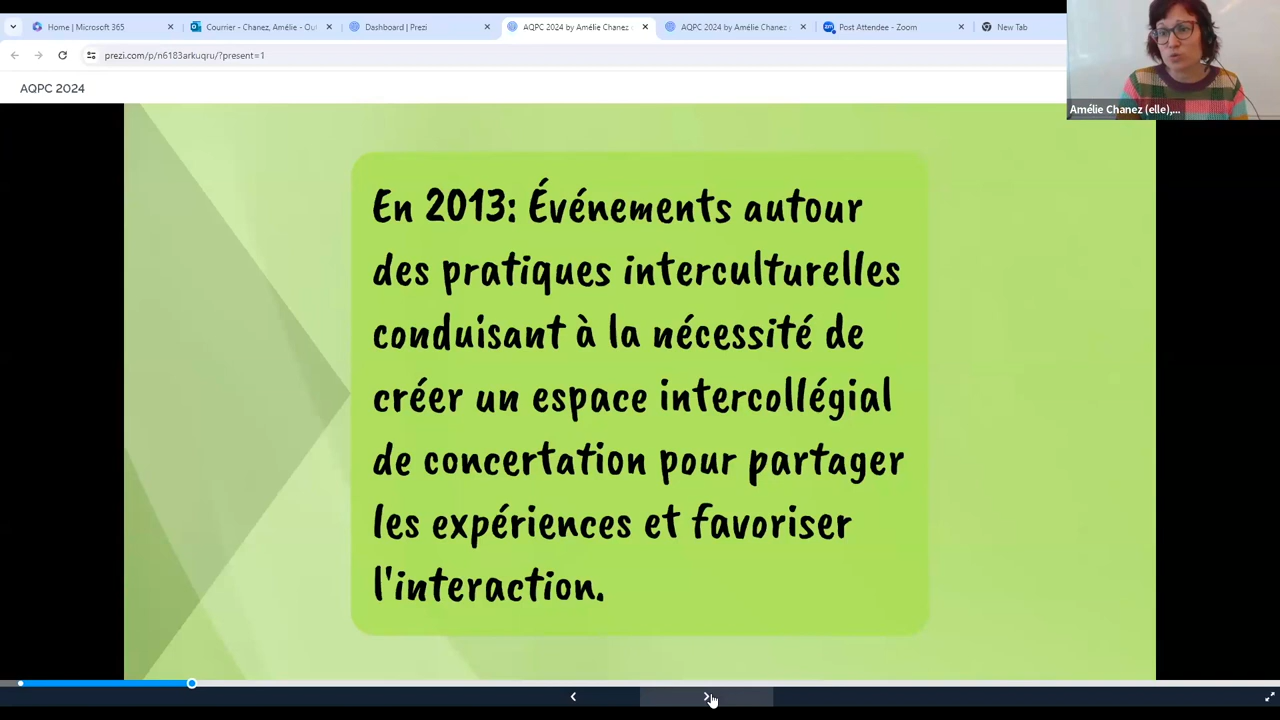 Home | Microsoft 365
Courrier - Chanez, Amélie - Out
Dashboard | Prezi
AQPC 2024 by Amélie Chanez
AQPC 2024 by Amélie Chanez
Post Attendee - Zoom
New Tab
prezi.com/p/n6183arkuqru/?present=1
AQPC 2024
Amélie Chanez (elle),...
En 2013: Événements autour
des pratiques interculturelles
conduisant à la nécessité de
créer un espace intercollégial
de concertation pour partager
les expériences et favoriser
l'interaction.